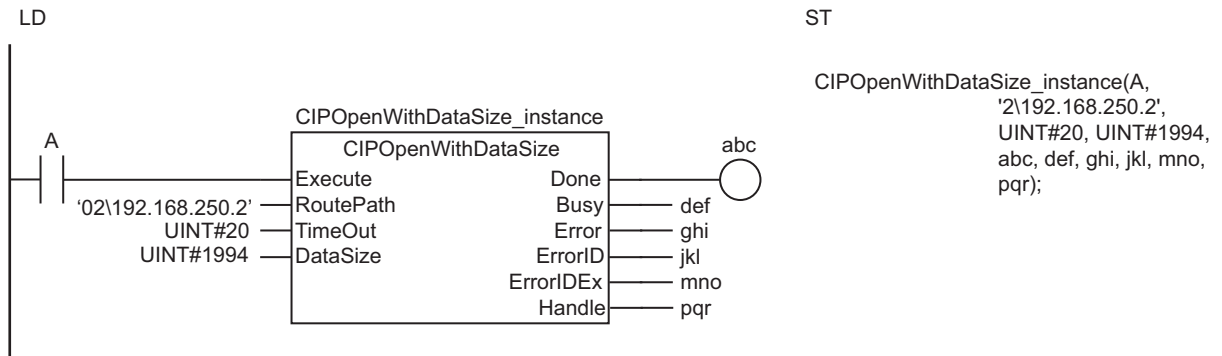 LD
ST
CIPOpenWithDataSize_instance(A,
'2\192.168.250.2',
UINT#20, UINT#1994,
abc, def, ghi, jkl, mno,
pqr);
CIPOpenWithDataSize_instance
A
CIPOpenWithDataSize
abc
Execute
Done
‘02\192.168.250.2’
RoutePath
Busy
def
UINT#20
TimeOut
Error
ghi
UINT#1994
DataSize
ErrorID
jkl
ErrorIDEx
mno
Handle
pqr